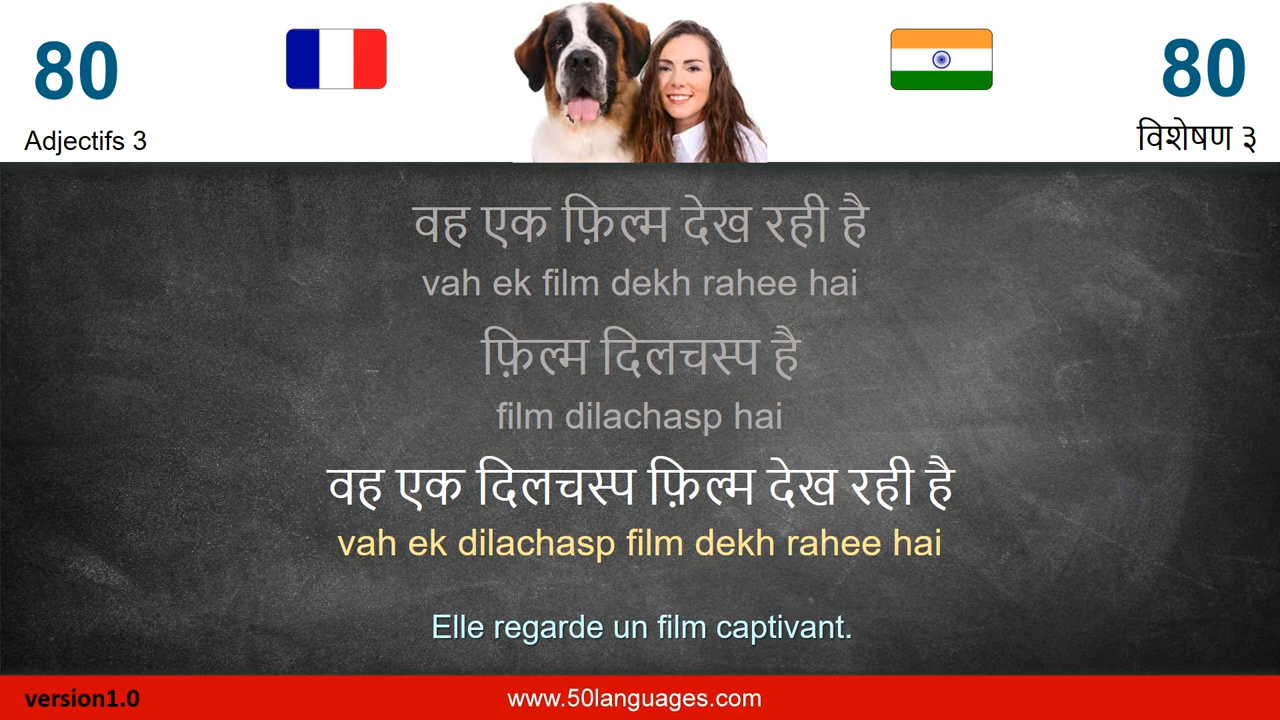 80
80
Adjectifs 3
विशेषण ३
वह एक फ़िल्म देख रही है
vah ek film dekh rahee hai
फ़िल्म दिलचस्प है
film dilachasp hai
वह एक दिलचस्प फ़िल्म देख रही है
vah ek dilachasp film dekh rahee hai
Elle regarde un film captivant.
version1.0
www.50languages.com